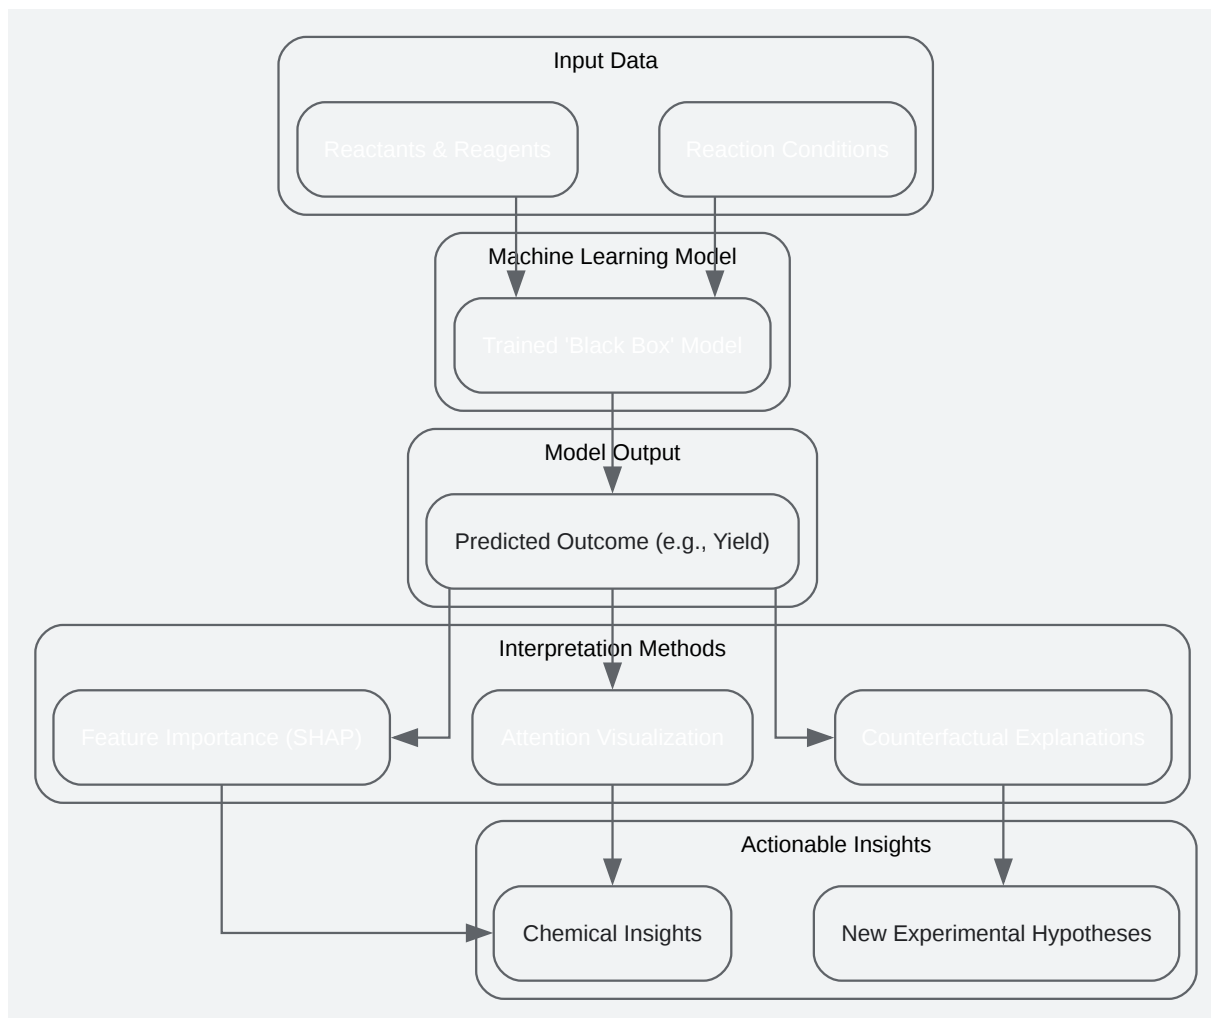 Input Data
Reactants & Reagents
Reaction Conditions
Machine Learning Model
Trained 'Black Box' Model
Model Output
Predicted Outcome (e.g., Yield)
Interpretation Methods
Feature Importance (SHAP)
Attention Visualization
Counterfactual Explanations
Actionable Insights
Chemical Insights
New Experimental Hypotheses